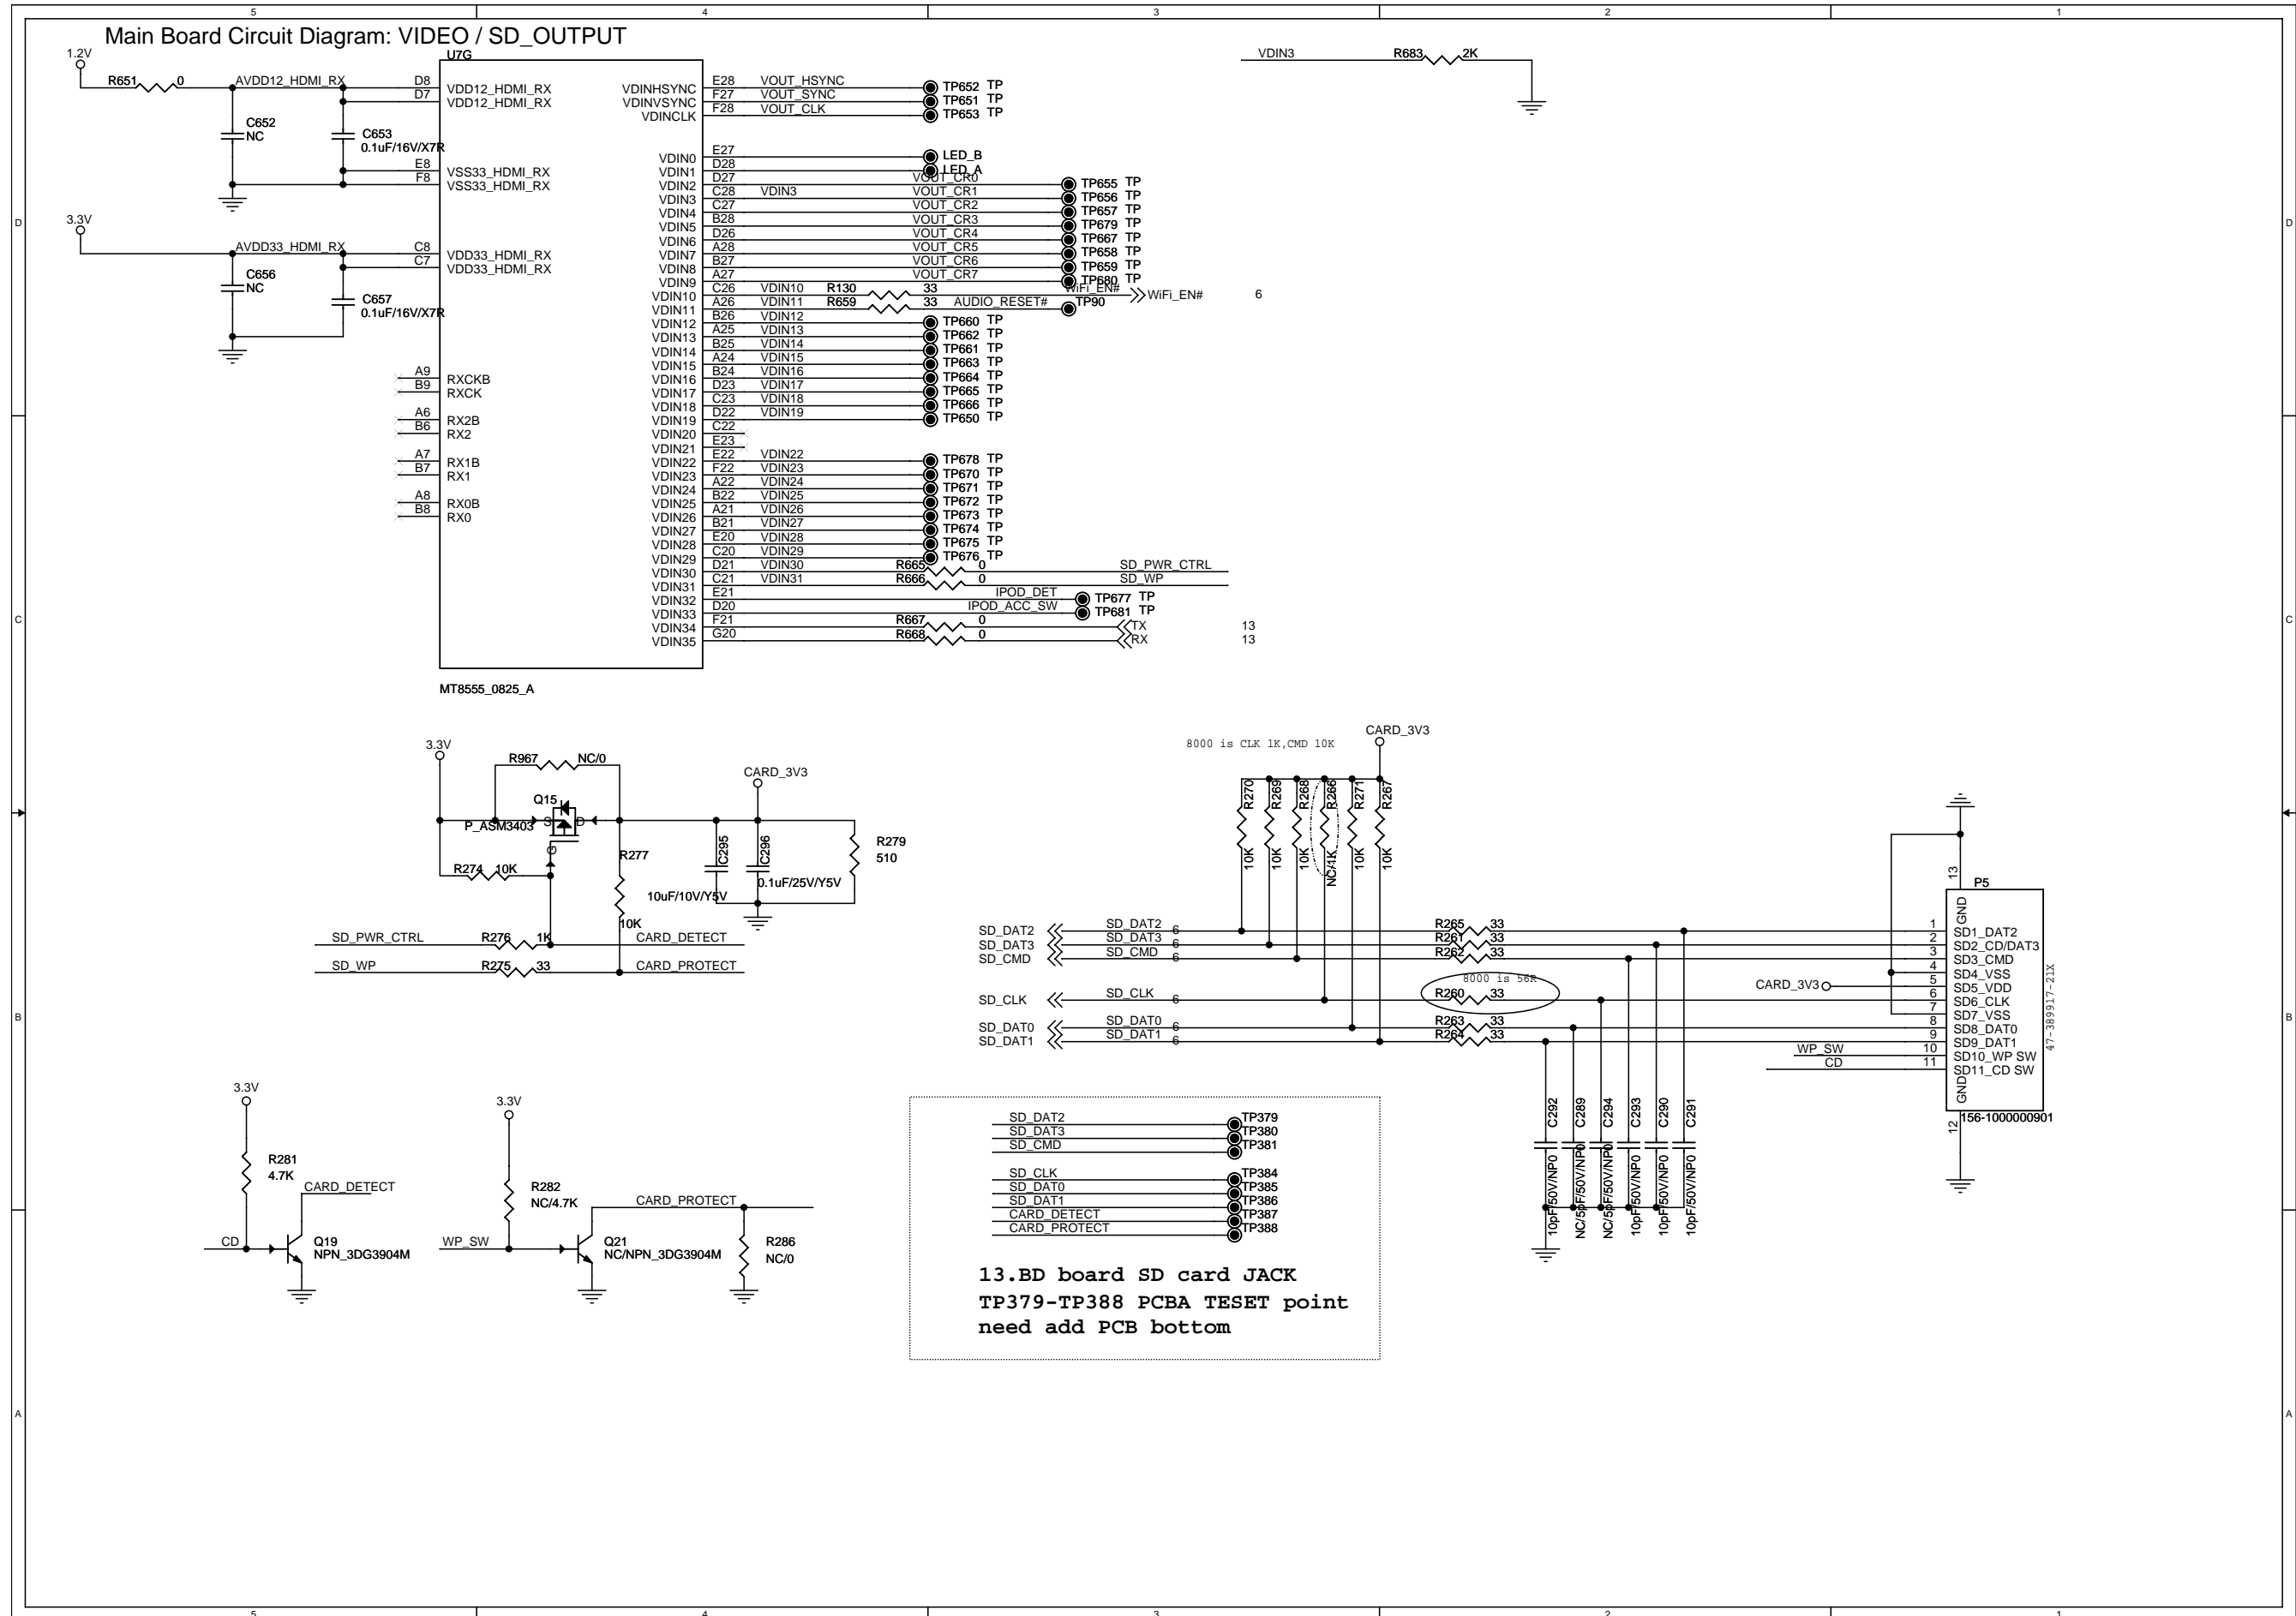 5 4 3 2 1
Main Board Circuit Diagram: VIDEO / SD_OUTPUT
1.2V
R651 0
AVDD12_HDMI_RX
C652
NC
C653
0.1uF/16V/X7R
3.3V
AVDD33_HDMI_RX
C656
NC
C657
0.1uF/16V/X7R
U7G
D8 VDD12_HDMI_RX
D7 VDD12_HDMI_RX
E8 VSS33_HDMI_RX
F8 VSS33_HDMI_RX
C8 VDD33_HDMI_RX
C7 VDD33_HDMI_RX
A9 RXCKB
B9 RXCK
A6 RX2B
B6 RX2
A7 RX1B
B7 RX1
A8 RX0B
B8 RX0
VDINHSYNC E28 VOUT_HSYNC TP652 TP
VDINVSYNC F27 VOUT_SYNC TP651 TP
VDINCLK F28 VOUT_CLK TP653 TP
VDIN0 E27 LED_B
VDIN1 D28 LED_A
VDIN2 D27 VOUT_CR0 TP655 TP
VDIN3 C28 VDIN3 VOUT_CR1 TP656 TP
VDIN4 C27 VOUT_CR2 TP657 TP
VDIN5 B28 VOUT_CR3 TP679 TP
VDIN6 D26 VOUT_CR4 TP667 TP
VDIN7 A28 VOUT_CR5 TP658 TP
VDIN8 B27 VOUT_CR6 TP659 TP
VDIN9 A27 VOUT_CR7 TP680 TP
VDIN10 C26 VDIN10 R130 33 WiFi_EN# WiFi_EN# 6
VDIN11 A26 VDIN11 R659 33 AUDIO_RESET# TP90
VDIN12 B26 VDIN12 TP660 TP
VDIN13 A25 VDIN13 TP662 TP
VDIN14 B25 VDIN14 TP661 TP
VDIN15 A24 VDIN15 TP663 TP
VDIN16 B24 VDIN16 TP664 TP
VDIN17 D23 VDIN17 TP665 TP
VDIN18 C23 VDIN18 TP666 TP
VDIN19 D22 VDIN19 TP650 TP
VDIN20 C22
VDIN21 E23
VDIN22 E22 VDIN22 TP678 TP
VDIN23 F22 VDIN23 TP670 TP
VDIN24 A22 VDIN24 TP671 TP
VDIN25 B22 VDIN25 TP672 TP
VDIN26 A21 VDIN26 TP673 TP
VDIN27 B21 VDIN27 TP674 TP
VDIN28 E20 VDIN28 TP675 TP
VDIN29 C20 VDIN29 TP676 TP
VDIN30 D21 VDIN30 R665 0 SD_PWR_CTRL
VDIN31 C21 VDIN31 R666 0 SD_WP
VDIN32 E21 IPOD_DET TP677 TP
VDIN33 D20 IPOD_ACC_SW TP681 TP
VDIN34 F21 R667 0 TX 13
VDIN35 G20 R668 0 RX 13
MT8555_0825_A
VDIN3 R683 2K
D D
C C
B B
A A
3.3V
R967 NC/0
Q15
P_ASM3403 S D
G
R274 10K
R277
10K
CARD_3V3
C295
10uF/10V/Y5V
C296
0.1uF/25V/Y5V
R279
510
SD_PWR_CTRL R276 1K CARD_DETECT
SD_WP R275 33 CARD_PROTECT
8000 is CLK 1K,CMD 10K
CARD_3V3
R270 R269 R268 R266 R271 R267
10K 10K 10K NC/1K 10K 10K
SD_DAT2 SD_DAT2 6 R265 33
SD_DAT3 SD_DAT3 6 R261 33
SD_CMD SD_CMD 6 R262 33
8000 is 56R
SD_CLK SD_CLK 6 R260 33
SD_DAT0 SD_DAT0 6 R263 33
SD_DAT1 SD_DAT1 6 R264 33
CARD_3V3
WP_SW
CD
P5
13 GND
1 SD1_DAT2
2 SD2_CD/DAT3
3 SD3_CMD
4 SD4_VSS
5 SD5_VDD
6 SD6_CLK
7 SD7_VSS
8 SD8_DAT0
9 SD9_DAT1
10 SD10_WP SW
11 SD11_CD SW
12 GND
47-389917-21X
156-1000000901
C292 C289 C294 C293 C290 C291
10pF/50V/NP0 NC/5pF/50V/NP0 NC/5pF/50V/NP0 10pF/50V/NP0 10pF/50V/NP0 10pF/50V/NP0
3.3V
R281
4.7K
CARD_DETECT
CD
Q19
NPN_3DG3904M
3.3V
R282
NC/4.7K
CARD_PROTECT
WP_SW
Q21
NC/NPN_3DG3904M
R286
NC/0
SD_DAT2 TP379
SD_DAT3 TP380
SD_CMD TP381
SD_CLK TP384
SD_DAT0 TP385
SD_DAT1 TP386
CARD_DETECT TP387
CARD_PROTECT TP388
13.BD board SD card JACK
TP379-TP388 PCBA TESET point
need add PCB bottom
5 4 3 2 1